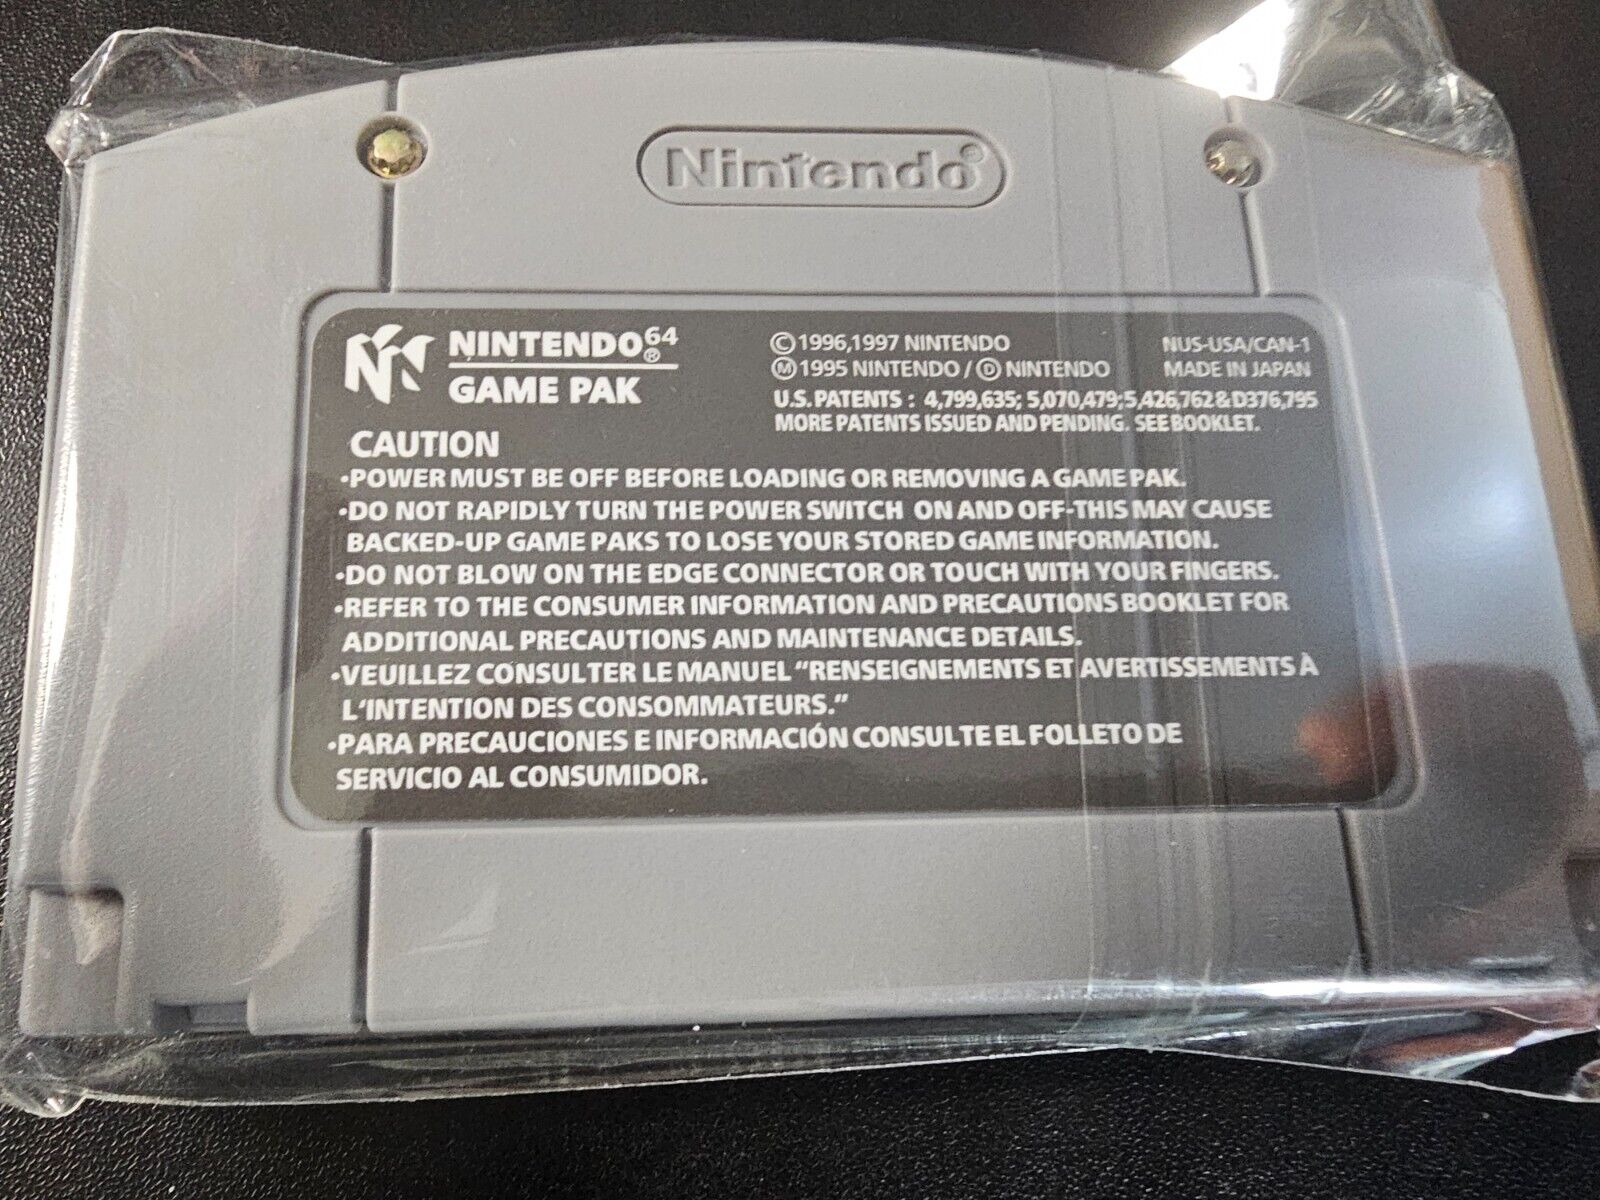 Nintendo®
NINTENDO64®
GAME PAK
©1996,1997 NINTENDO
Ⓜ1995 NINTENDO / Ⓓ NINTENDO
NUS-USA/CAN-1
MADE IN JAPAN
U.S. PATENTS : 4,799,635; 5,070,479;5,426,762&D376,795
MORE PATENTS ISSUED AND PENDING. SEE BOOKLET.
CAUTION
•POWER MUST BE OFF BEFORE LOADING OR REMOVING A GAME PAK.
•DO NOT RAPIDLY TURN THE POWER SWITCH ON AND OFF-THIS MAY CAUSE
BACKED-UP GAME PAKS TO LOSE YOUR STORED GAME INFORMATION.
•DO NOT BLOW ON THE EDGE CONNECTOR OR TOUCH WITH YOUR FINGERS.
•REFER TO THE CONSUMER INFORMATION AND PRECAUTIONS BOOKLET FOR
ADDITIONAL PRECAUTIONS AND MAINTENANCE DETAILS.
•VEUILLEZ CONSULTER LE MANUEL “RENSEIGNEMENTS ET AVERTISSEMENTS À
L‘INTENTION DES CONSOMMATEURS.”
•PARA PRECAUCIONES E INFORMACIÓN CONSULTE EL FOLLETO DE
SERVICIO AL CONSUMIDOR.